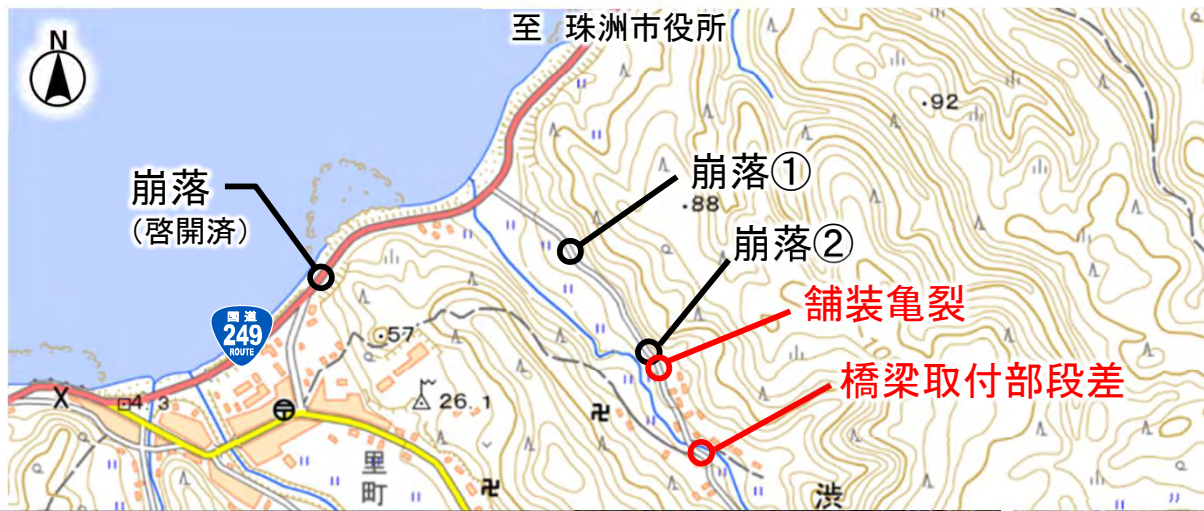 至 珠洲市役所
N
・92
崩落①
崩落
(啓開済)
・88
崩落②
舗装亀裂
国道
249
ROUTE
・57
橋梁取付部段差
4.3
26.1
里町
渋